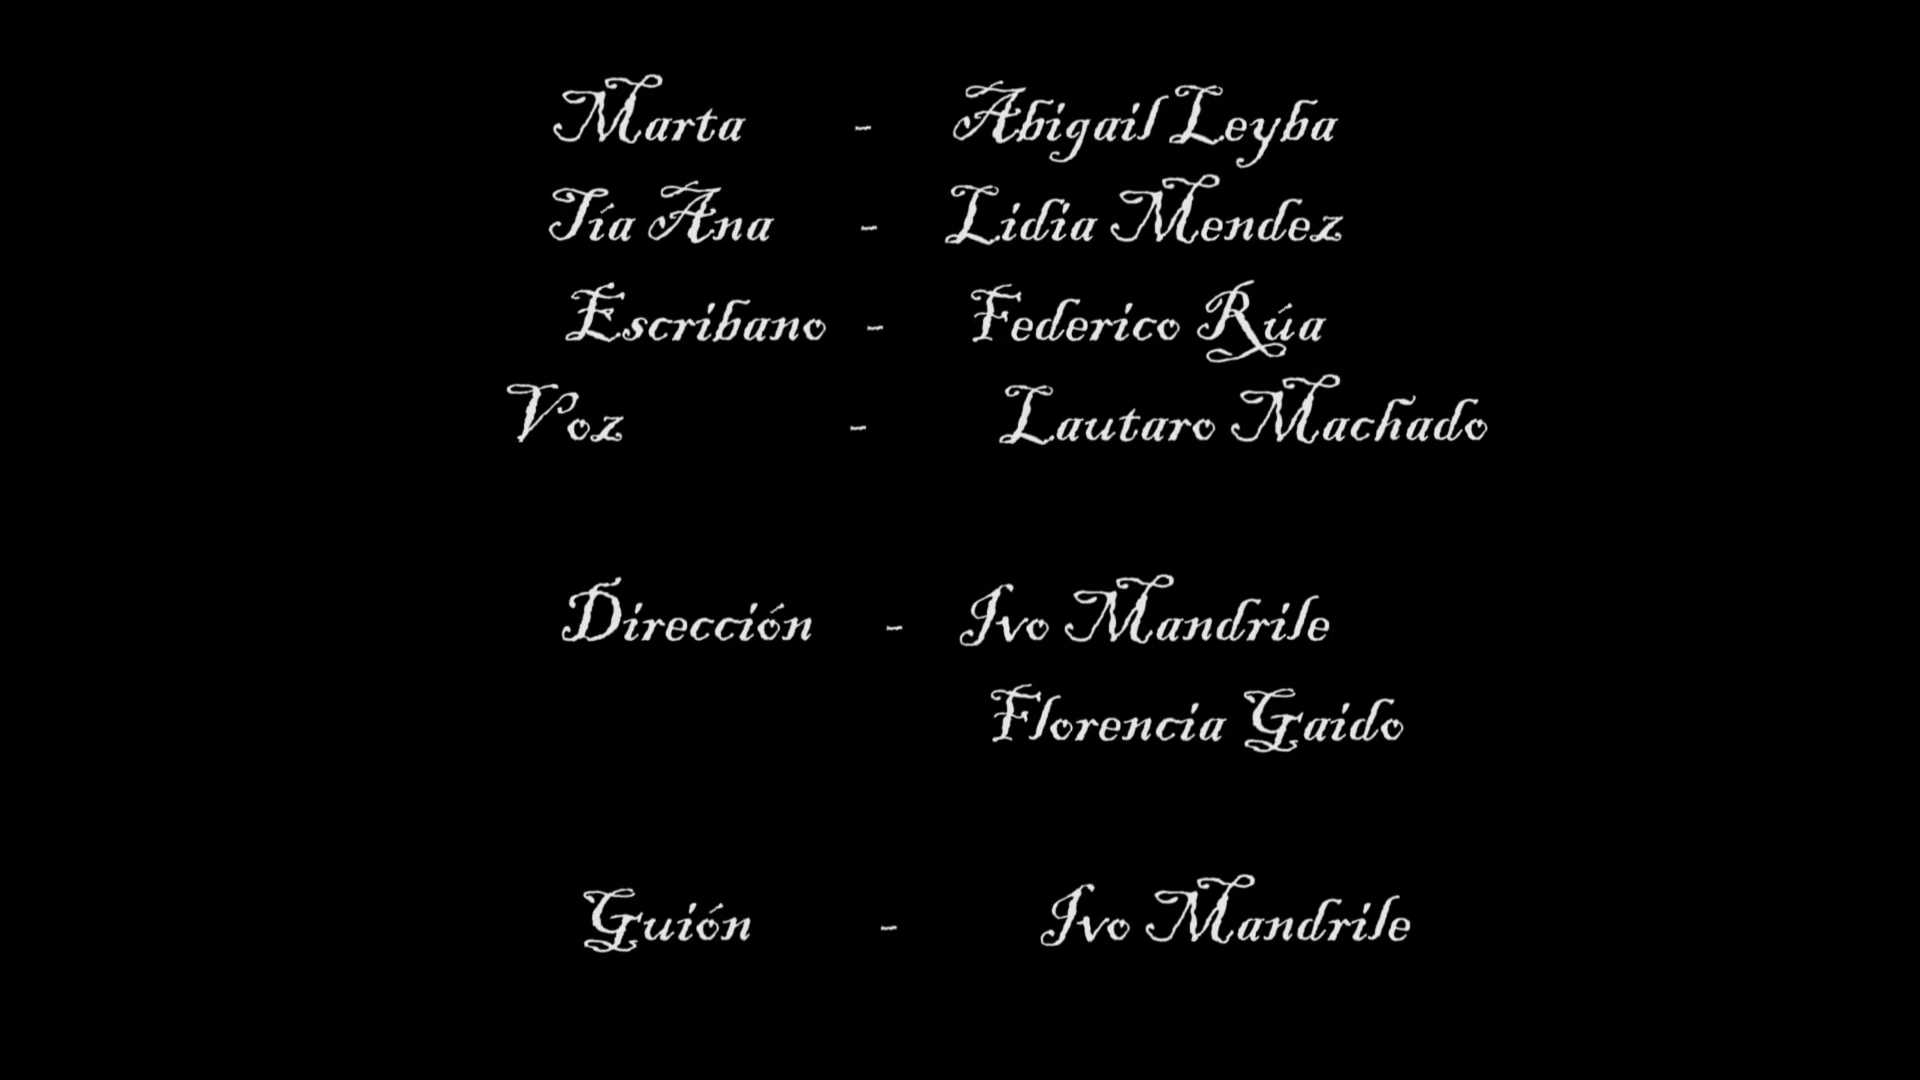 Marta - Abigail Leyba
Tía Ana - Lidia Mendez
Escribano - Federico Rúa
Voz - Lautaro Machado
Dirección - Ivo Mandrile
Florencia Gaido
Guión - Ivo Mandrile